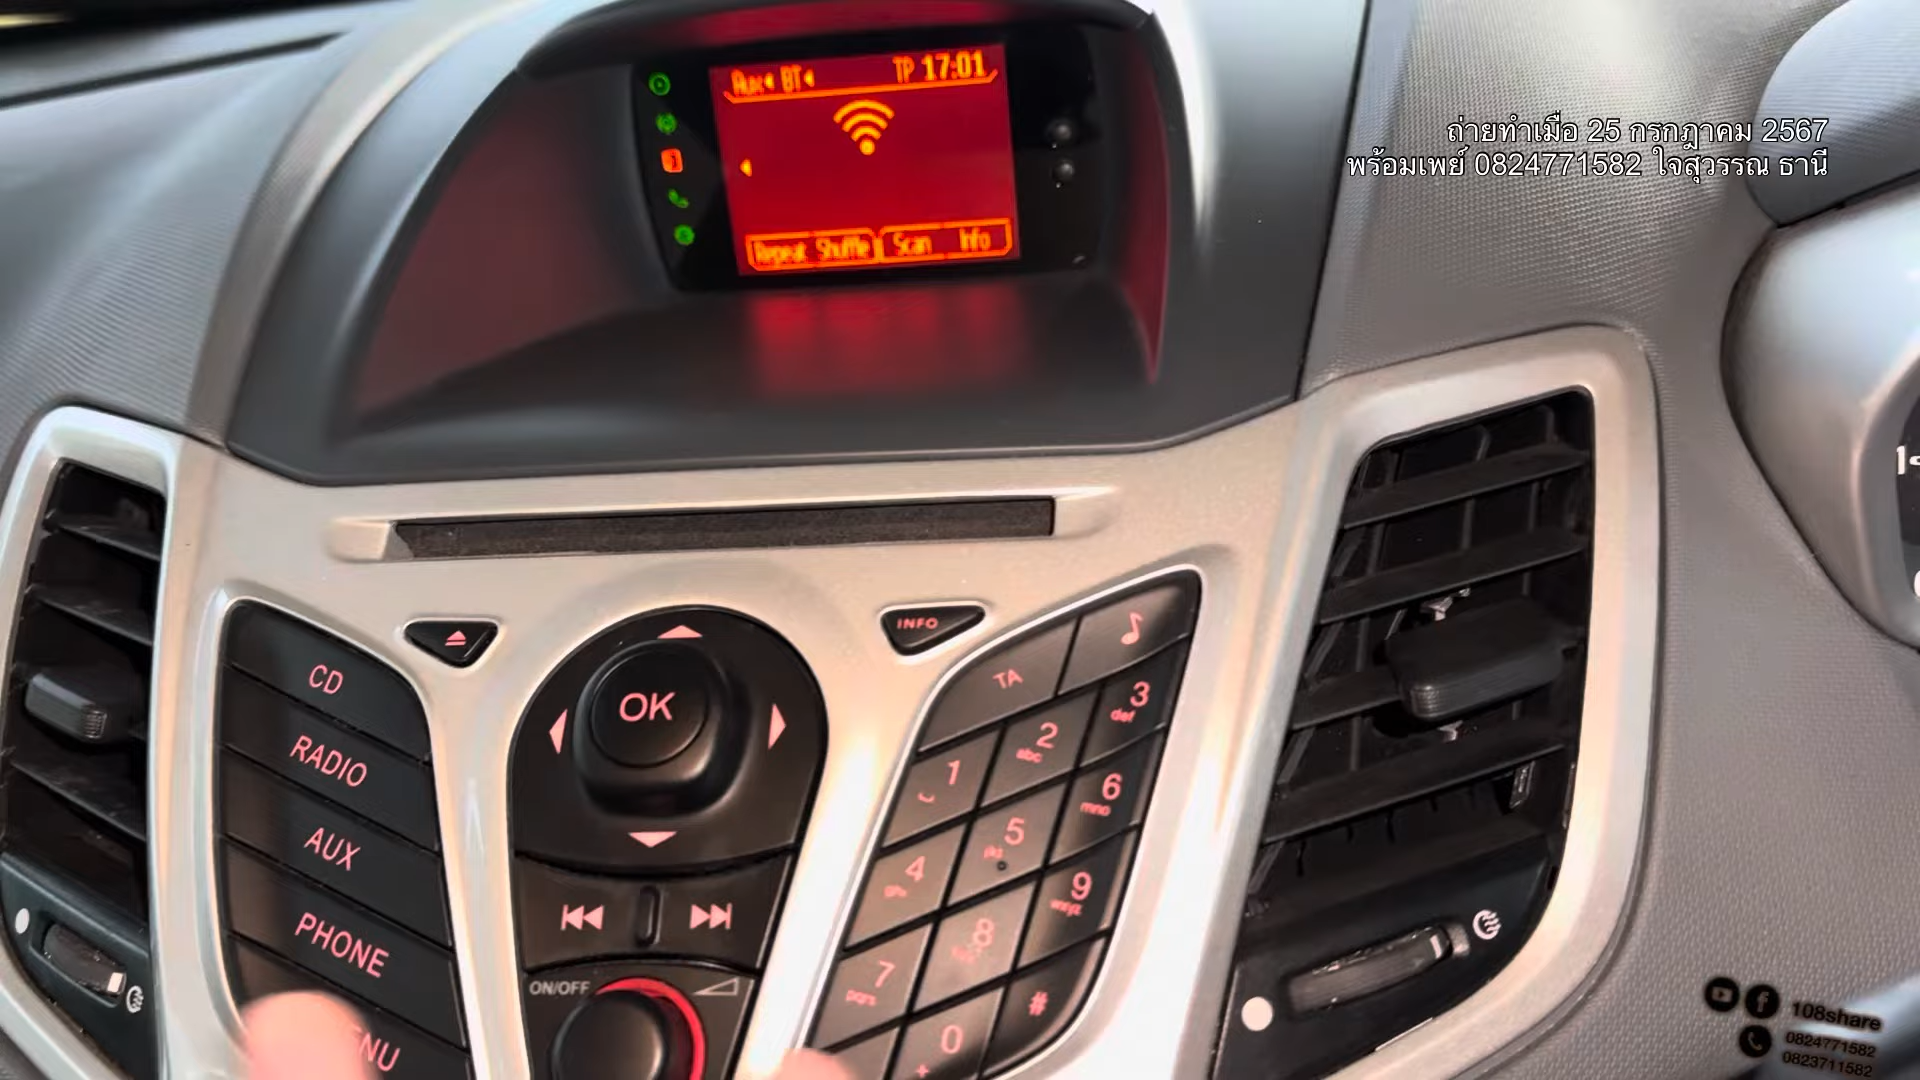 Aux BT TP 17:01
Repeat Shuffle Scan Info
ถ่ายทำเมื่อ 25 กรกฎาคม 2567
พร้อมเพย์ 0824771582 ใจสุวรรณ ธานี
INFO
CD
RADIO
AUX
PHONE
ENU
OK
ON/OFF
TA
1
2 abc
3 def
4
5
6 mno
7 pqrs
8
9 wxyz
0 +
#
1
108share
0824771582
0823711582